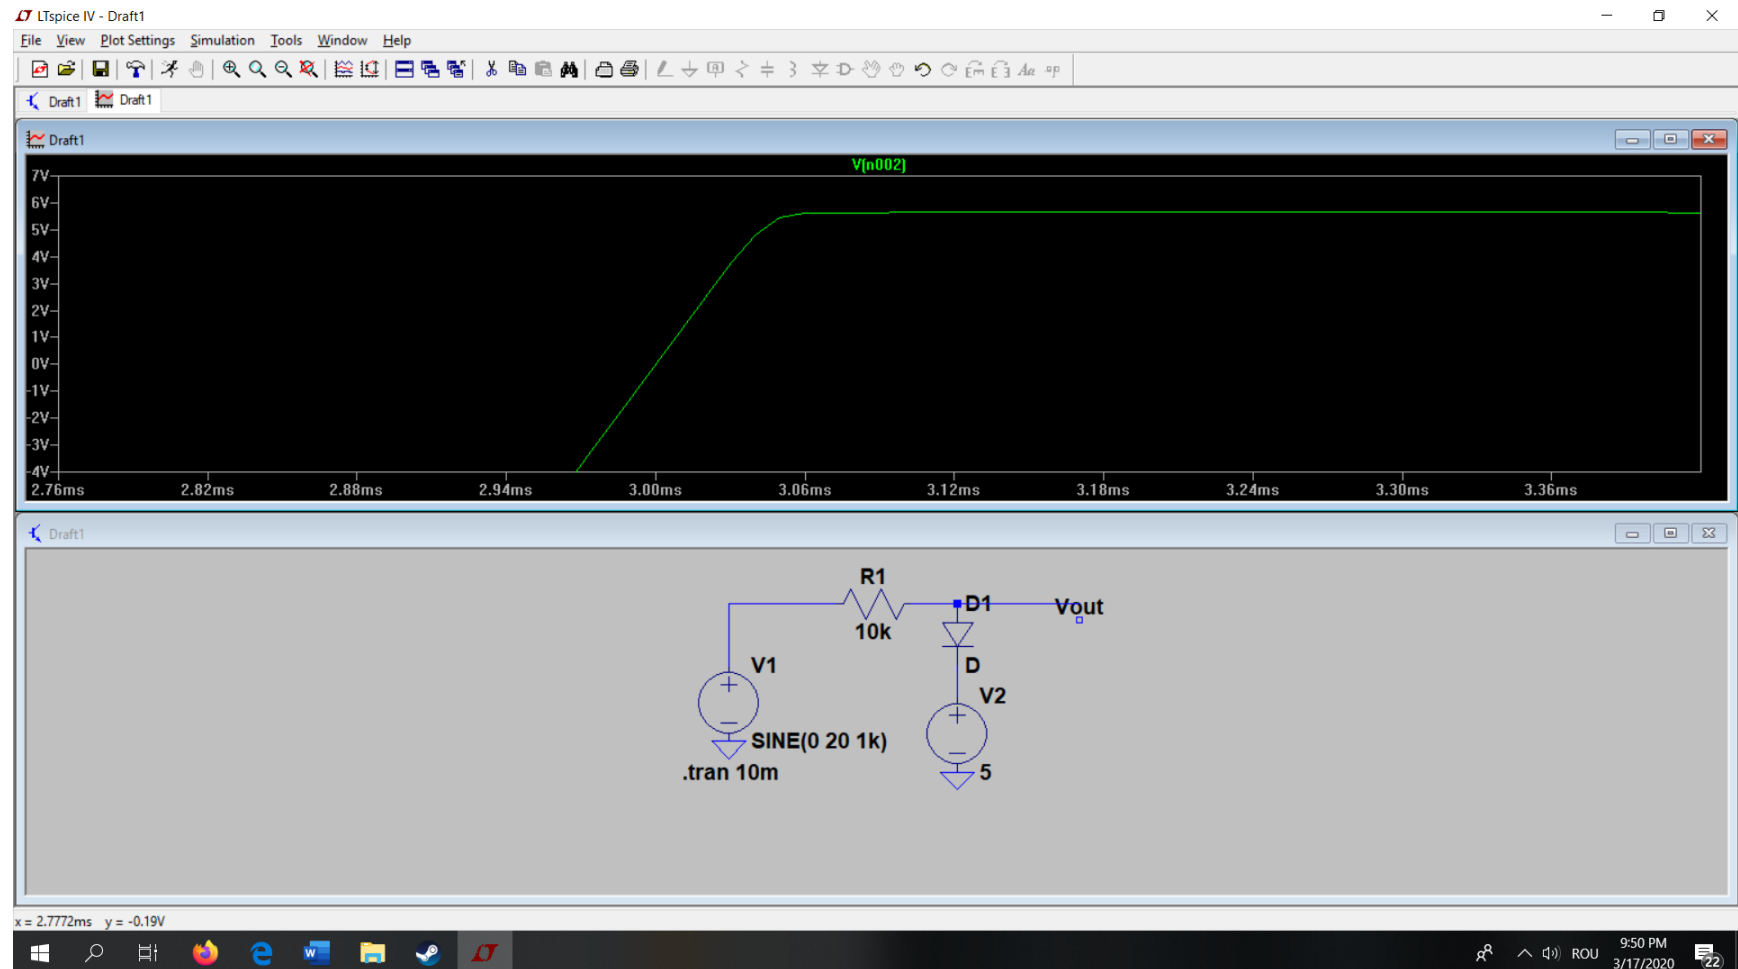 LTspice IV - Draft1
File View Plot Settings Simulation Tools Window Help
Draft1 Draft1
Draft1
V(n002)
7V
6V
5V
4V
3V
2V
1V
0V
-1V
-2V
-3V
-4V
2.76ms 2.82ms 2.88ms 2.94ms 3.00ms 3.06ms 3.12ms 3.18ms 3.24ms 3.30ms 3.36ms
Draft1
R1
D1 Vout
10k
V1 D
V2
SINE(0 20 1k)
.tran 10m 5
x = 2.7772ms y = -0.19V
9:50 PM
ROU
3/17/2020
22